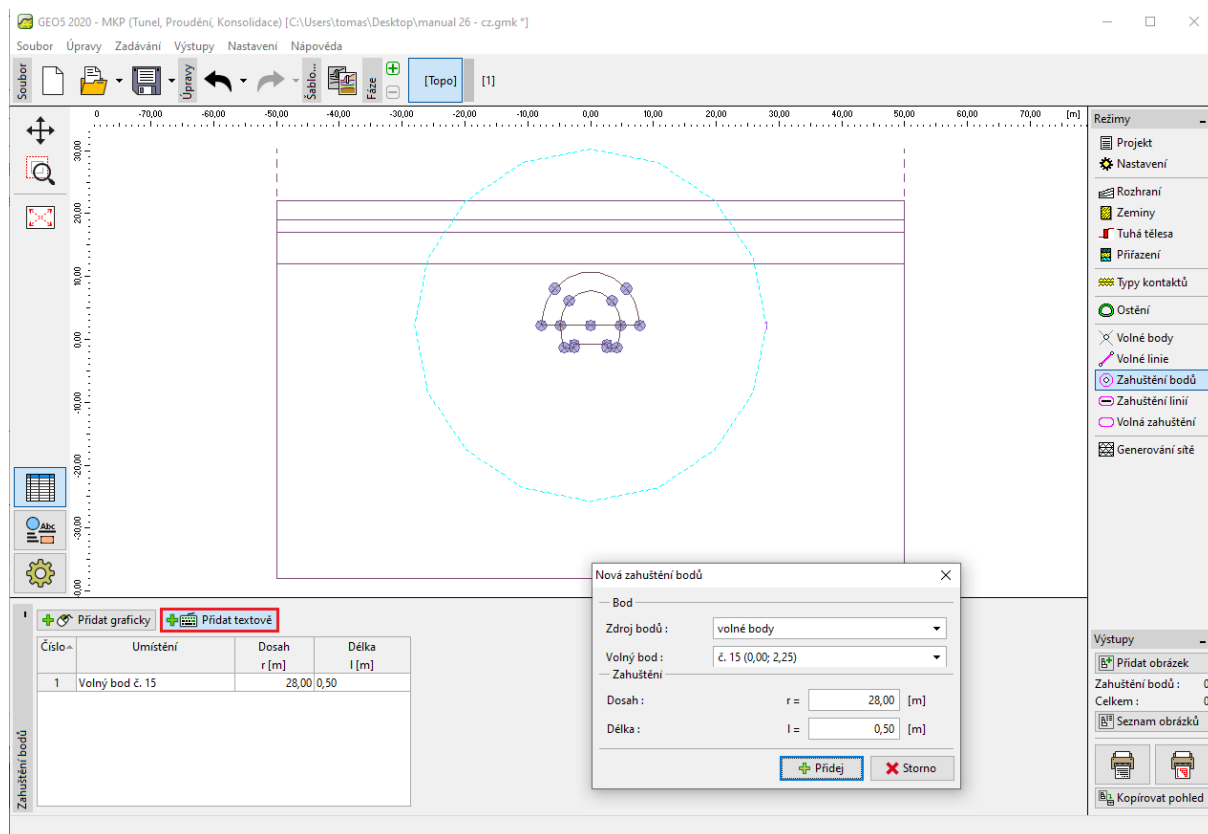 GEO5 2020 - MKP (Tunel, Proudění, Konsolidace) [C:\Users\tomas\Desktop\manual 26 - cz.gmk *]
Soubor Úpravy Zadávání Výstupy Nastavení Nápověda
Soubor
Úpravy
Šablo...
Fáze
[Topo]
[1]
0 -70,00 -60,00 -50,00 -40,00 -30,00 -20,00 -10,00 0,00 10,00 20,00 30,00 40,00 50,00 60,00 70,00 [m]
30,00
20,00
10,00
0,00
-10,00
-20,00
-30,00
0,00
Abc
1
Režimy
Projekt
Nastavení
Rozhraní
Zeminy
Tuhá tělesa
Přiřazení
Typy kontaktů
Ostění
Volné body
Volné linie
Zahuštění bodů
Zahuštění linií
Volná zahuštění
Generování sítě
Zahuštění bodů
Přidat graficky
Přidat textově
Číslo Umístění Dosah Délka
r [m] l [m]
1 Volný bod č. 15 28,00 0,50
Nová zahuštění bodů
Bod
Zdroj bodů : volné body
Volný bod : č. 15 (0,00; 2,25)
Zahuštění
Dosah : r = 28,00 [m]
Délka : l = 0,50 [m]
Přidej
Storno
Výstupy
Přidat obrázek
Zahuštění bodů : 0
Celkem : 0
Seznam obrázků
Kopírovat pohled